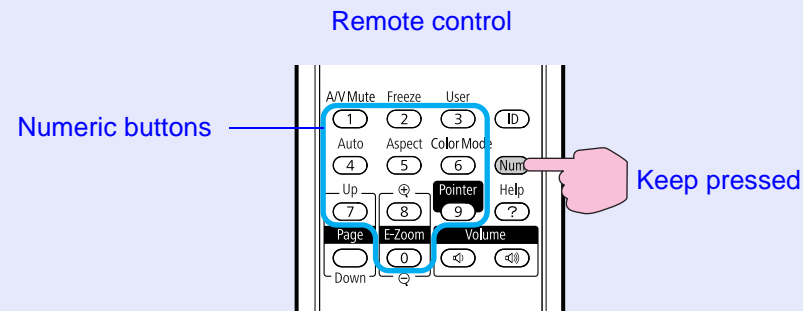 Remote control
A/V Mute Freeze User
1 2 3 ID
Numeric buttons
Auto Aspect Color Mode
4 5 6 Num
Keep pressed
Up Pointer Help
7 8 9 ?
Page E-Zoom Volume
0
Down